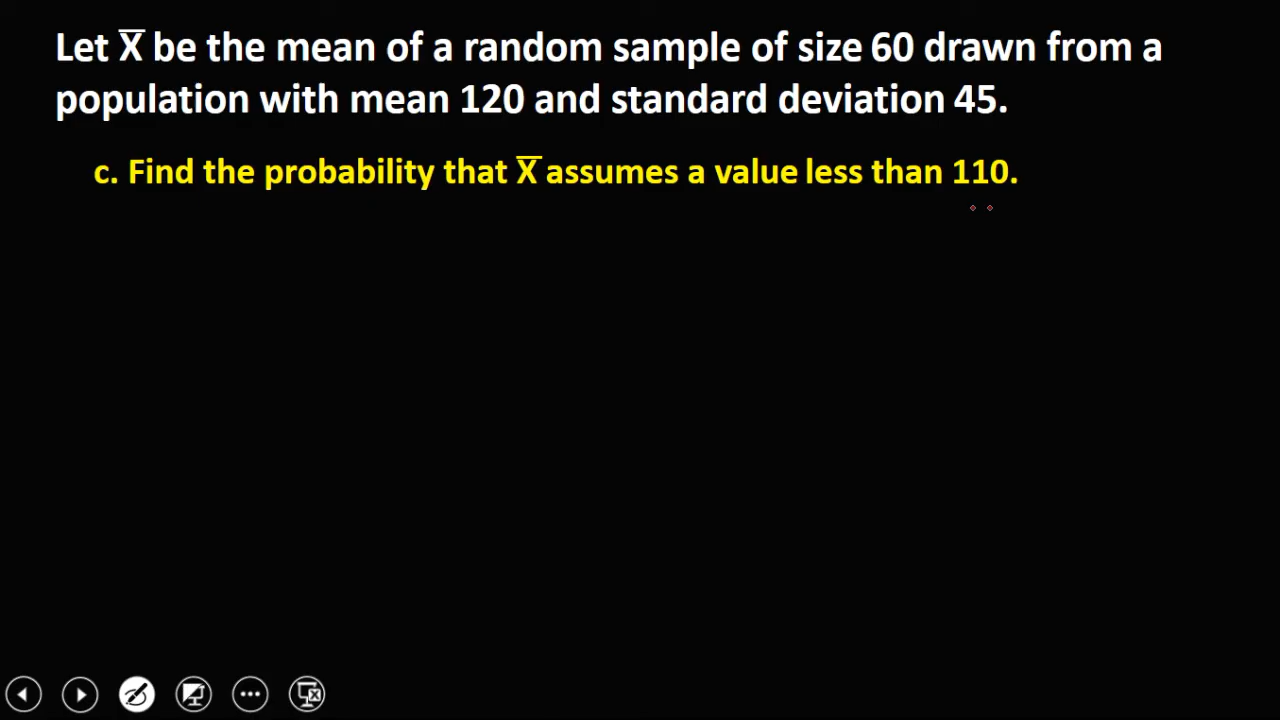 Let X̅ be the mean of a random sample of size 60 drawn from a
population with mean 120 and standard deviation 45.
c. Find the probability that X̅ assumes a value less than 110.